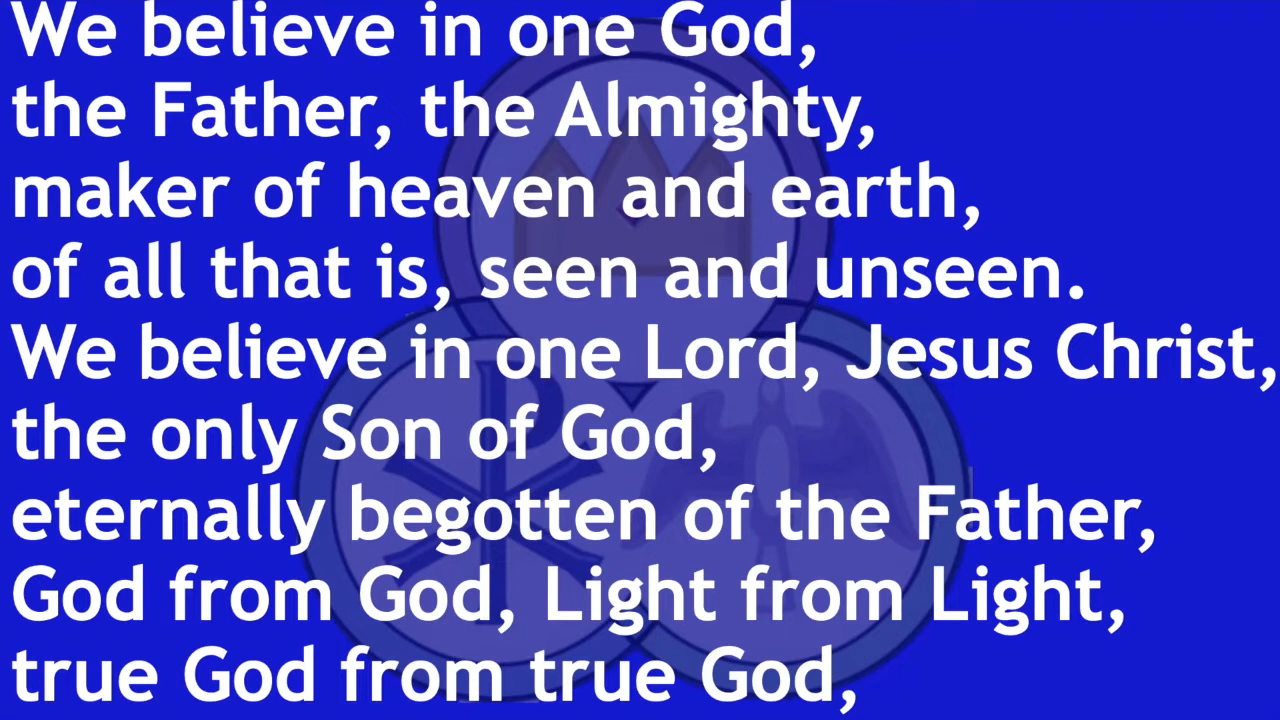 We believe in one God,
the Father, the Almighty,
maker of heaven and earth,
of all that is, seen and unseen.
We believe in one Lord, Jesus Christ,
the only Son of God,
eternally begotten of the Father,
God from God, Light from Light,
true God from true God,